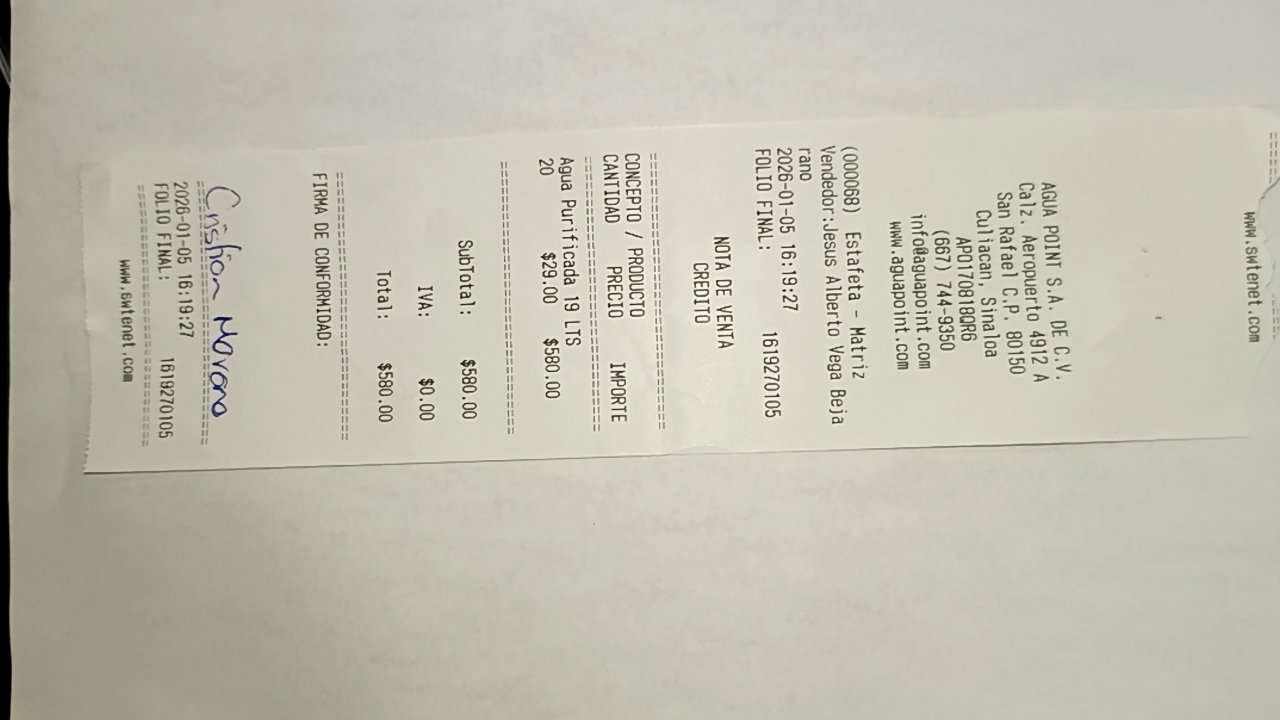 www.swtenet.com
AGUA POINT S.A. DE C.V.
Calz. Aeropuerto 4912 A
San Rafael C.P. 80150
Culiacan, Sinaloa
APO170818QR6
(667) 744-9350
info@aguapoint.com
www.aguapoint.com
(000068) Estafeta - Matriz
Vendedor:Jesus Alberto Vega Beja
rano
2026-01-05 16:19:27
FOLIO FINAL: 1619270105
NOTA DE VENTA
CREDITO
CONCEPTO / PRODUCTO
CANTIDAD PRECIO IMPORTE
Agua Purificada 19 LTS
20 $29.00 $580.00
SubTotal: $580.00
IVA: $0.00
Total: $580.00
FIRMA DE CONFORMIDAD:
Cristian
2026-01-05 16:19:27
FOLIO FINAL: 1619270105
www.swtenet.com